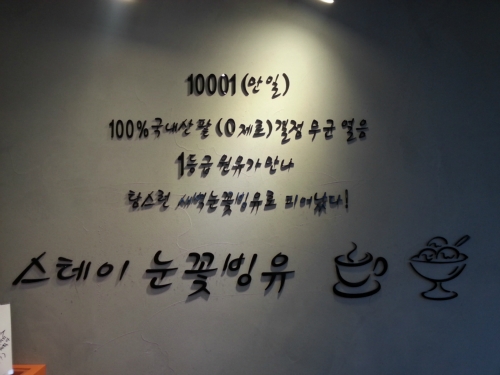 10001(만일)
100%국내산 팥 (0제로)결점 무균 얼음
1등급 원유가 만나
탐스런 새벽눈꽃빙유로 피어났다!
스테이 눈꽃빙유